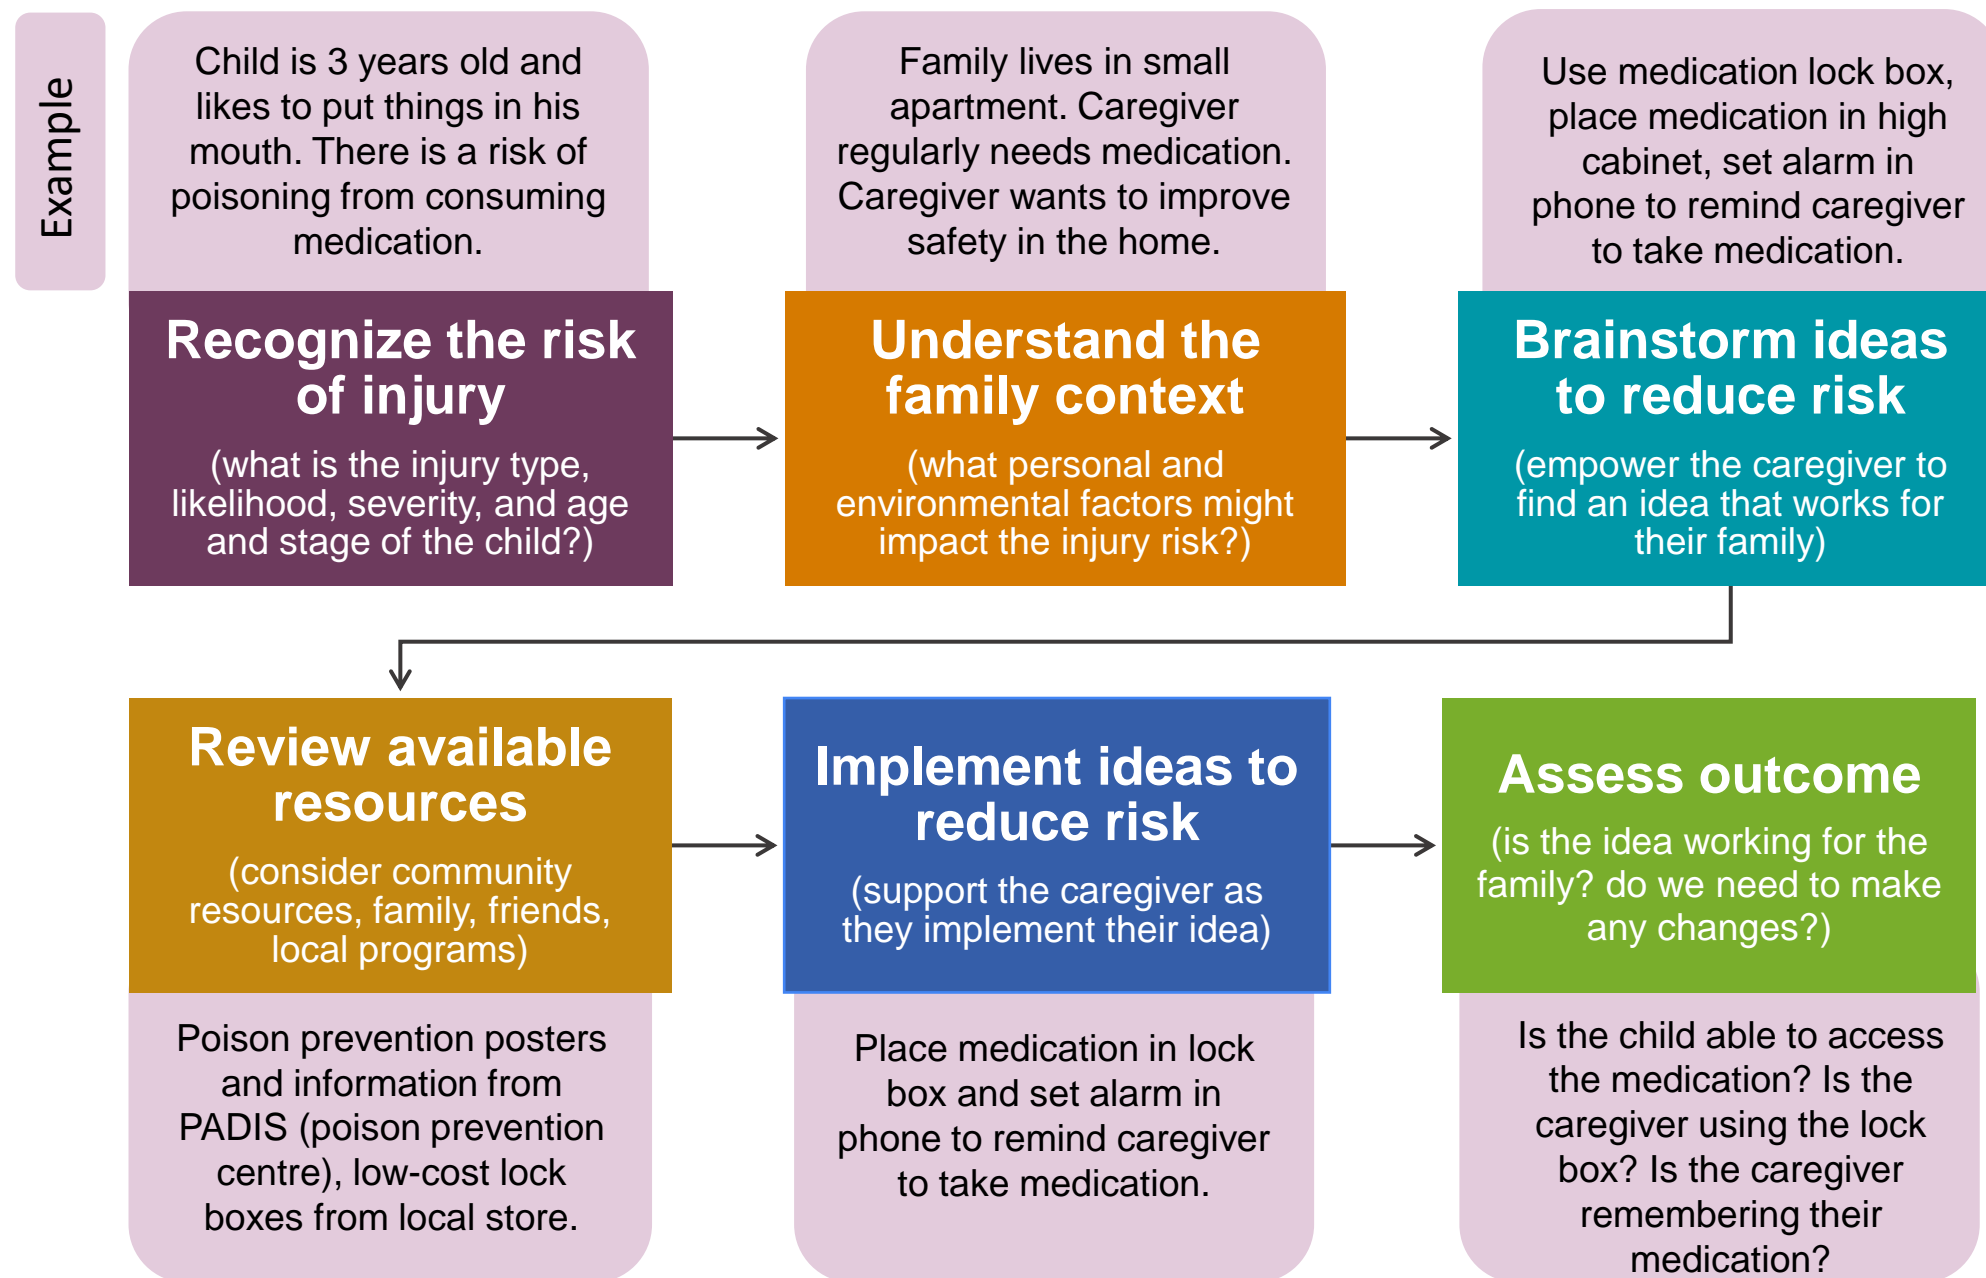 Example
Child is 3 years old and
likes to put things in his
mouth. There is a risk of
poisoning from consuming
medication.
Recognize the risk
of injury
(what is the injury type,
likelihood, severity, and age
and stage of the child?)
Family lives in small
apartment. Caregiver
regularly needs medication.
Caregiver wants to improve
safety in the home.
Understand the
family context
(what personal and
environmental factors might
impact the injury risk?)
Use medication lock box,
place medication in high
cabinet, set alarm in
phone to remind caregiver
to take medication.
Brainstorm ideas
to reduce risk
(empower the caregiver to
find an idea that works for
their family)
Review available
resources
(consider community
resources, family, friends,
local programs)
Poison prevention posters
and information from
PADIS (poison prevention
centre), low-cost lock
boxes from local store.
Implement ideas to
reduce risk
(support the caregiver as
they implement their idea)
Place medication in lock
box and set alarm in
phone to remind caregiver
to take medication.
Assess outcome
(is the idea working for the
family? do we need to make
any changes?)
Is the child able to access
the medication? Is the
caregiver using the lock
box? Is the caregiver
remembering their
medication?